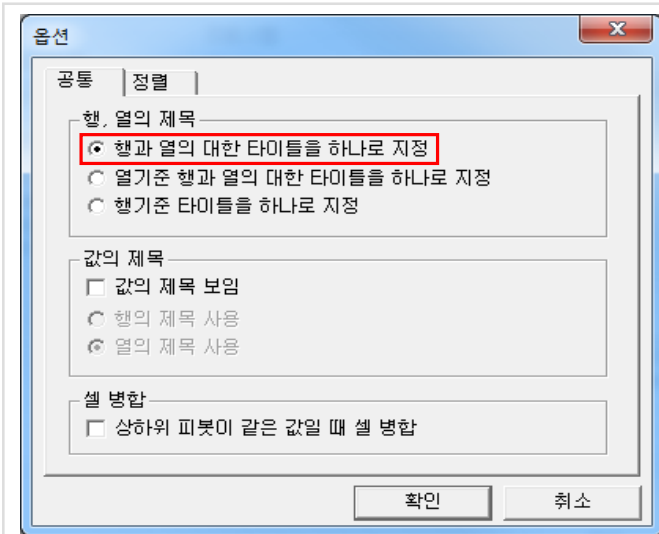 옵션
공통
정렬
행, 열의 제목
행과 열의 대한 타이틀을 하나로 지정
열기준 행과 열의 대한 타이틀을 하나로 지정
행기준 타이틀을 하나로 지정
값의 제목
값의 제목 보임
행의 제목 사용
열의 제목 사용
셀 병합
상하위 피봇이 같은 값일 때 셀 병합
확인
취소